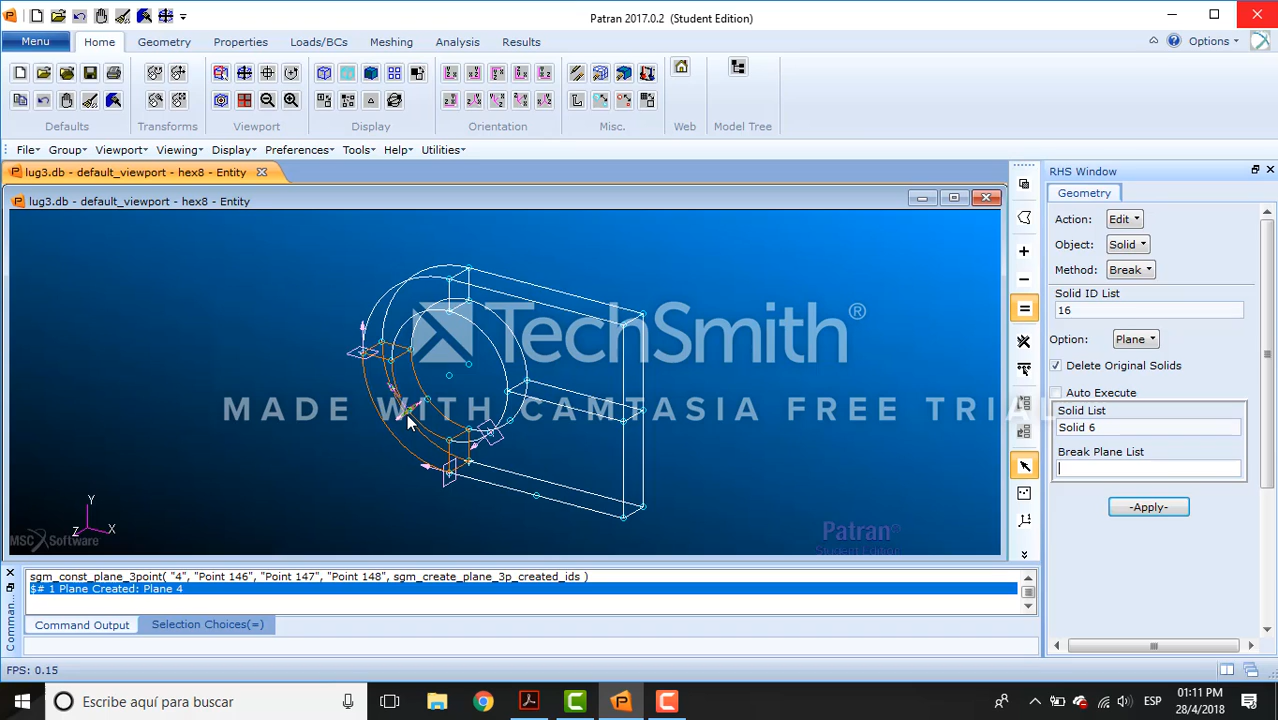 Patran 2017.0.2 (Student Edition)
Menu Home Geometry Properties Loads/BCs Meshing Analysis Results Options
Defaults Transforms Viewport Display Orientation Misc. Web Model Tree
File Group Viewport Viewing Display Preferences Tools Help Utilities
lug3.db - default_viewport - hex8 - Entity
lug3.db - default_viewport - hex8 - Entity
RHS Window
Geometry
Action: Edit
Object: Solid
Method: Break
Solid ID List
16
Option: Plane
Delete Original Solids
Auto Execute
Solid List
Solid 6
Break Plane List
-Apply-
TechSmith®
MADE WITH CAMTASIA FREE TRIAL
Y
Z X
MSC Software
Patran
Student Edition
sgm_const_plane_3point( "4", "Point 146", "Point 147", "Point 148", sgm_create_plane_3p_created_ids )
$# 1 Plane Created: Plane 4
Comman...
Command Output Selection Choices(=)
FPS: 0.15
Escribe aquí para buscar
ESP
01:11 PM
28/4/2018